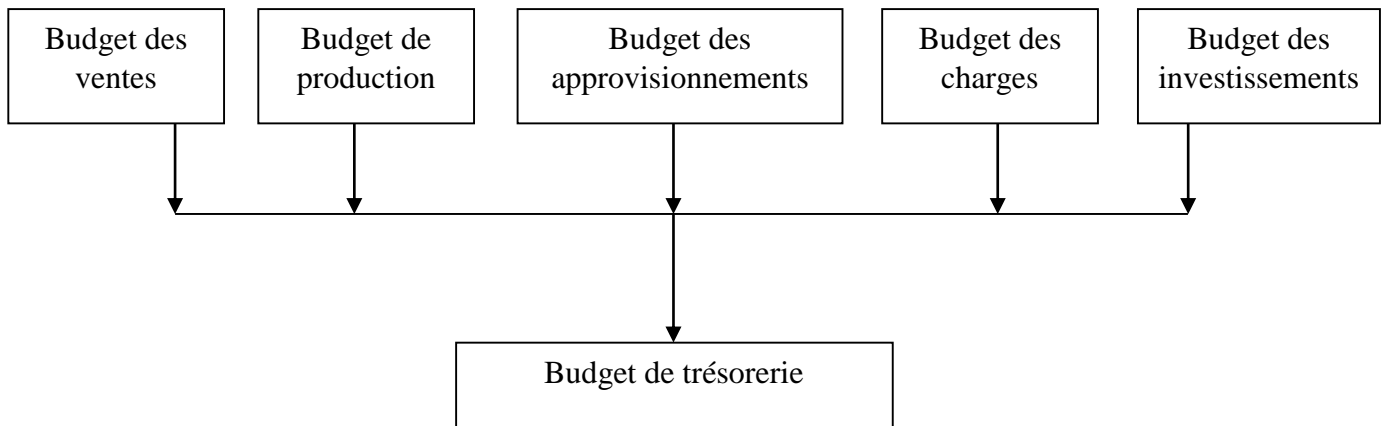 Budget des
ventes
Budget de
production
Budget des
approvisionnements
Budget des
charges
Budget des
investissements
Budget de trésorerie